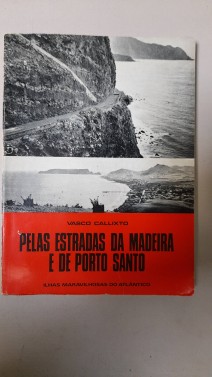 VASCO CALLIXTO
PELAS ESTRADAS DA MADEIRA
E DE PORTO SANTO
ILHAS MARAVILHOSAS DO ATLÂNTICO